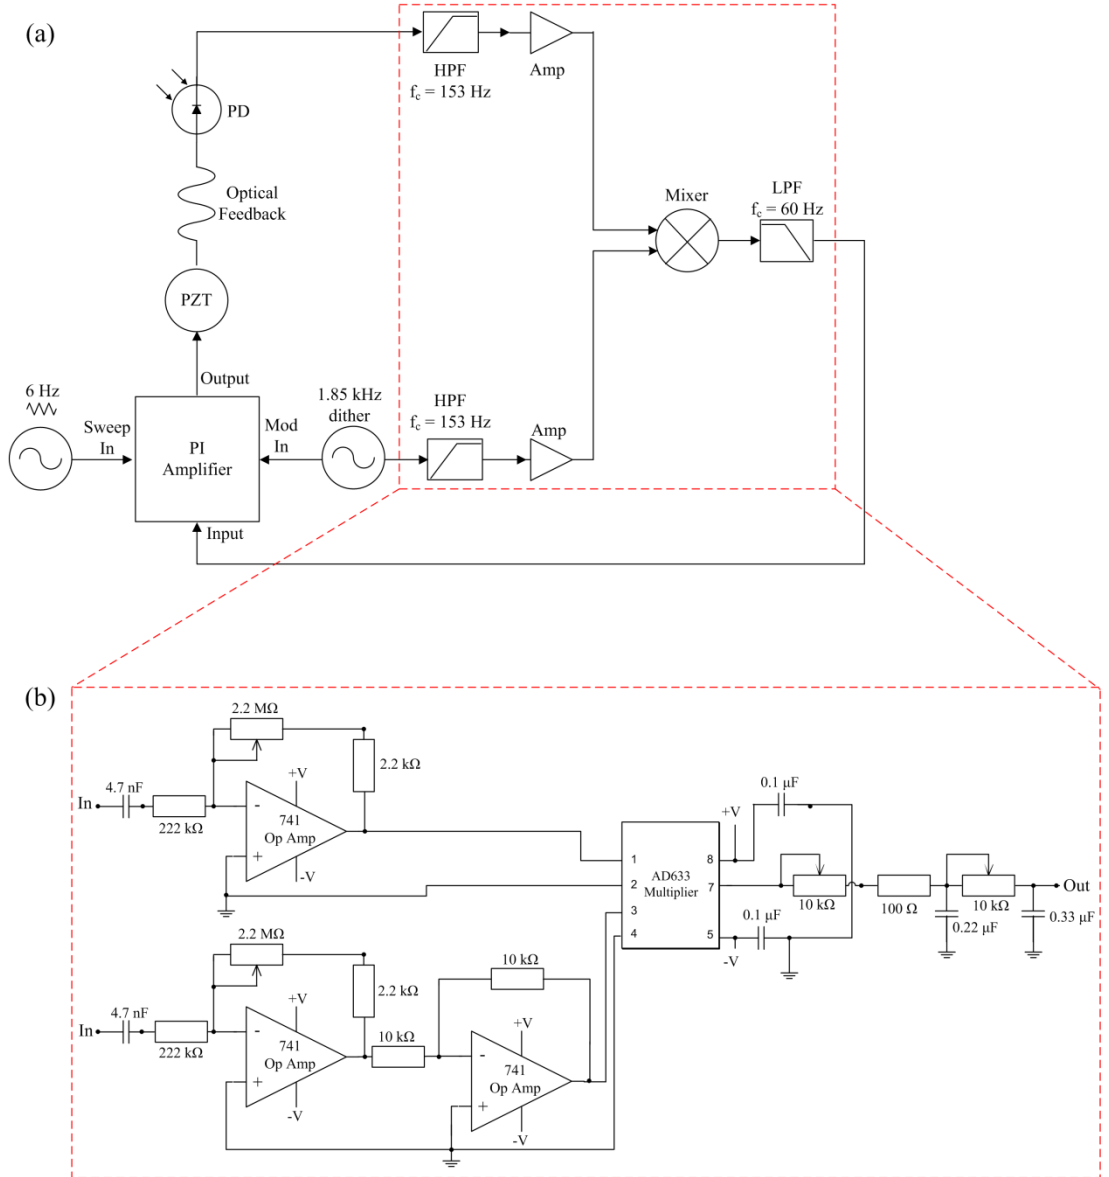 (a)
HPF
f_c = 153 Hz
Amp
PD
Optical
Feedback
Mixer
LPF
f_c = 60 Hz
PZT
Output
6 Hz
Sweep
In
PI
Amplifier
Mod
In
1.85 kHz
dither
HPF
f_c = 153 Hz
Amp
Input
(b)
2.2 MΩ
2.2 kΩ
4.7 nF
In
222 kΩ
+V
-
741
Op Amp
+
-V
0.1 µF
+V
1
2
3
4
AD633
Multiplier
8
7
5
10 kΩ
100 Ω
10 kΩ
Out
0.22 µF
0.33 µF
0.1 µF
-V
2.2 MΩ
2.2 kΩ
4.7 nF
In
222 kΩ
+V
-
741
Op Amp
+
-V
10 kΩ
10 kΩ
+V
-
741
Op Amp
+
-V